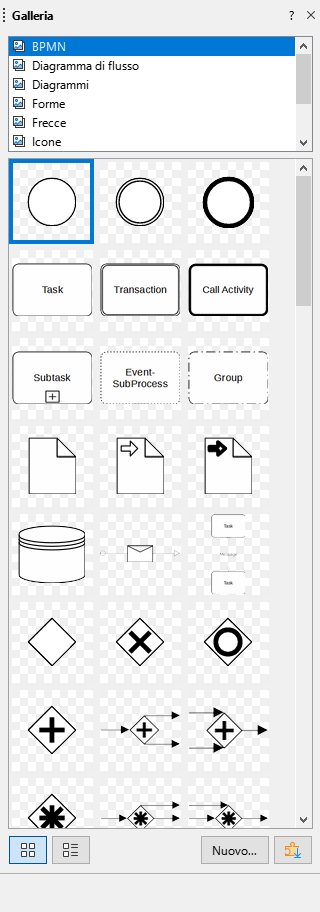 Galleria
?
BPMN
Diagramma di flusso
Diagrammi
Forme
Frecce
Icone
Task
Transaction
Call Activity
Subtask
Event-
SubProcess
Group
Task
Message
Task
Nuovo...